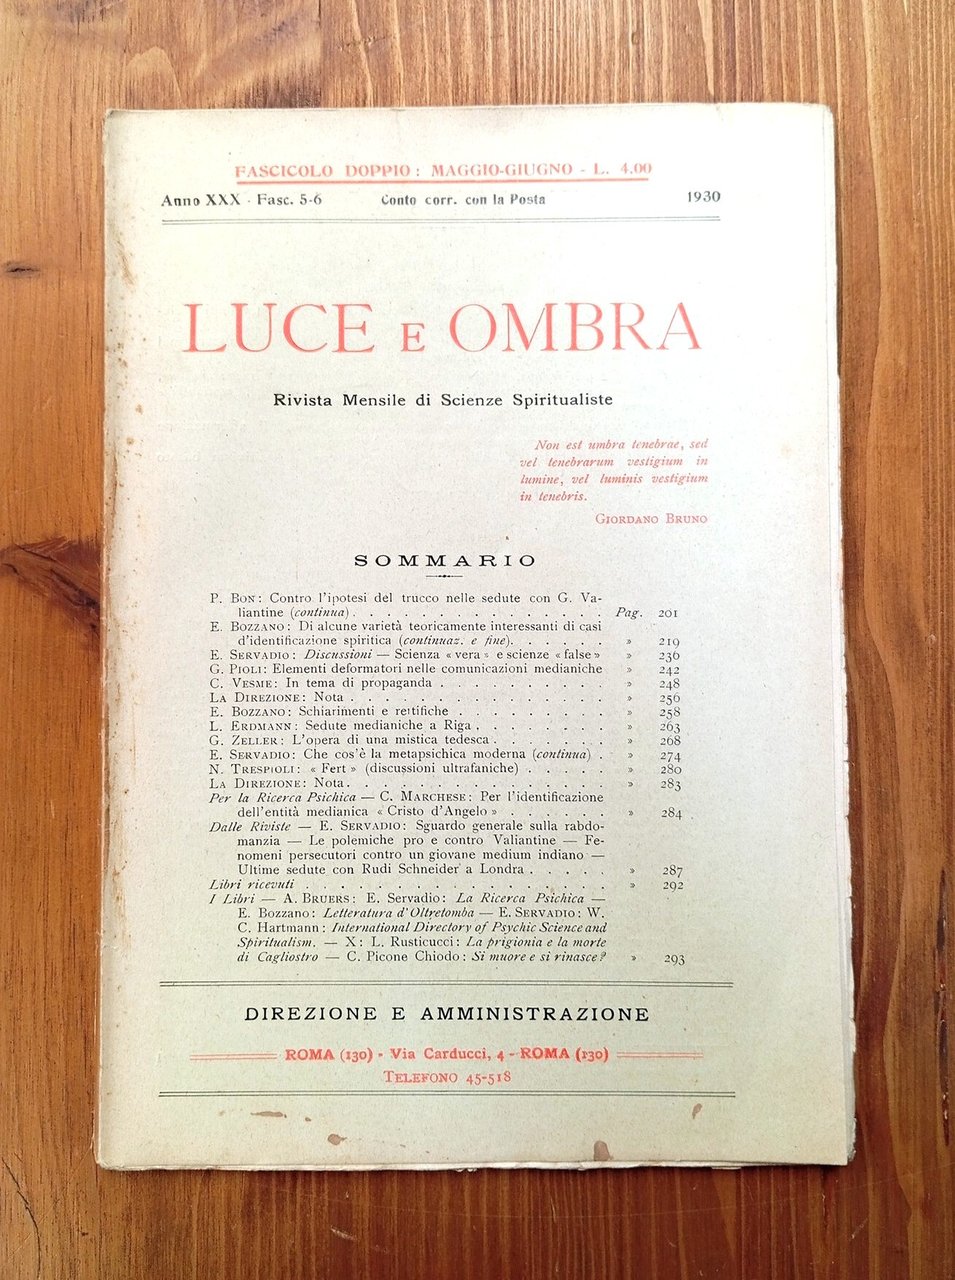 FASCICOLO DOPPIO: MAGGIO-GIUGNO - L. 4.00
Anno XXX - Fasc. 5-6 Conto corr. con la Posta 1930
LUCE E OMBRA
Rivista Mensile di Scienze Spiritualiste
Non est umbra tenebrae, sed
vel tenebrarum vestigium in
lumine, vel luminis vestigium
in tenebris.
GIORDANO BRUNO
SOMMARIO
P. BON: Contro l'ipotesi del trucco nelle sedute con G. Va-
liantine (continua) . . . . . . . . . . . . . . . Pag. 201
E. BOZZANO: Di alcune varietà teoricamente interessanti di casi
d'identificazione spiritica (continuaz. e fine). . . . . . » 219
E. SERVADIO: Discussioni — Scienza «vera» e scienze «false» » 236
G. PIOLI: Elementi deformatori nelle comunicazioni medianiche » 242
C. VESME: In tema di propaganda . . . . . . . . . . » 248
LA DIREZIONE: Nota . . . . . . . . . . . . . . . » 256
E. BOZZANO: Schiarimenti e rettifiche . . . . . . . . . » 258
L. ERDMANN: Sedute medianiche a Riga . . . . . . . . » 263
G. ZELLER: L'opera di una mistica tedesca . . . . . . . » 268
E. SERVADIO: Che cos'è la metapsichica moderna (continua) . » 274
N. TRESPIOLI: «Fert» (discussioni ultrafaniche) . . . . . » 280
LA DIREZIONE: Nota . . . . . . . . . . . . . . . » 283
Per la Ricerca Psichica — C. MARCHESE: Per l'identificazione
dell'entità medianica «Cristo d'Angelo» . . . . . . » 284
Dalle Riviste — E. SERVADIO: Sguardo generale sulla rabdo-
manzia — Le polemiche pro e contro Valiantine — Fe-
nomeni persecutori contro un giovane medium indiano —
Ultime sedute con Rudi Schneider a Londra . . . . . » 287
Libri ricevuti . . . . . . . . . . . . . . . . . . » 292
I Libri — A. BRUERS: E. Servadio: La Ricerca Psichica —
E. Bozzano: Letteratura d'Oltretomba — E. SERVADIO: W.
C. Hartmann: International Directory of Psychic Science and
Spiritualism. — X: L. Rusticucci: La prigionia e la morte
di Cagliostro — C. Picone Chiodo: Si muore e si rinasce? » 293
DIREZIONE E AMMINISTRAZIONE
ROMA (130) - Via Carducci, 4 - ROMA (130)
TELEFONO 45-518